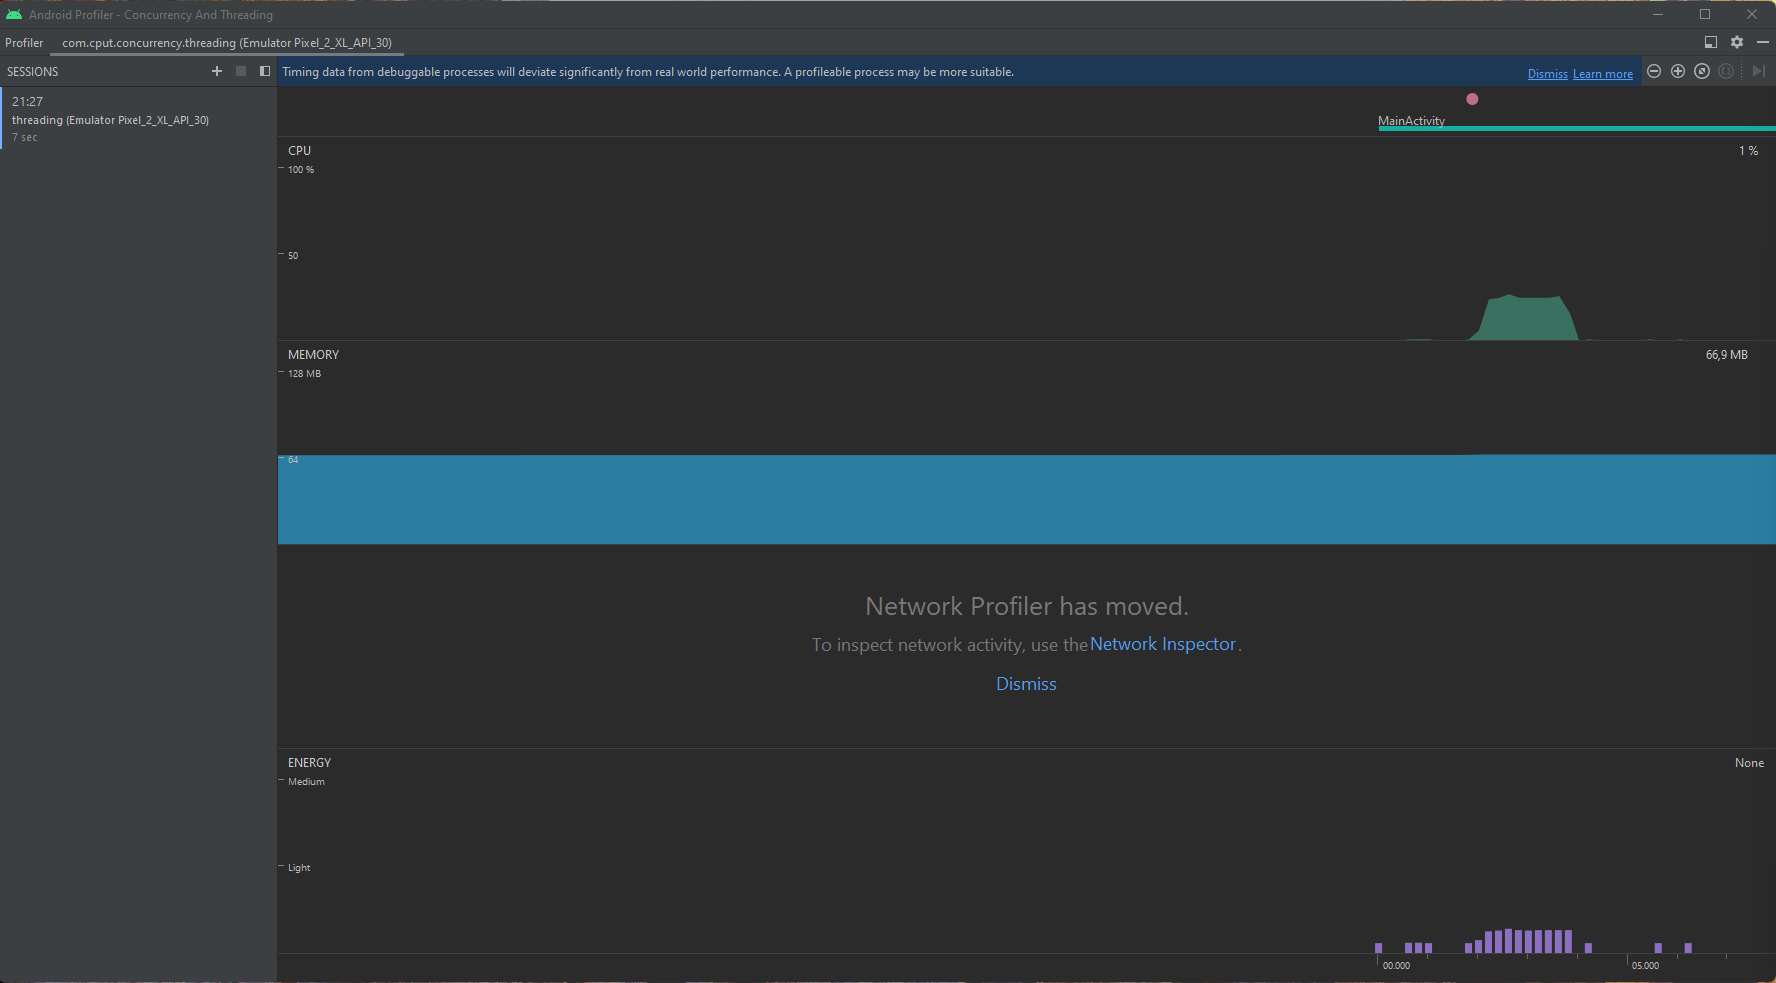 Android Profiler - Concurrency And Threading
Profiler com.cput.concurrency.threading (Emulator Pixel_2_XL_API_30)
SESSIONS
Timing data from debuggable processes will deviate significantly from real world performance. A profileable process may be more suitable. Dismiss Learn more
21:27
threading (Emulator Pixel_2_XL_API_30)
7 sec
MainActivity
CPU 1 %
100 %
50
MEMORY 66,9 MB
128 MB
64
Network Profiler has moved.
To inspect network activity, use the Network Inspector.
Dismiss
ENERGY None
Medium
Light
00.000 05.000